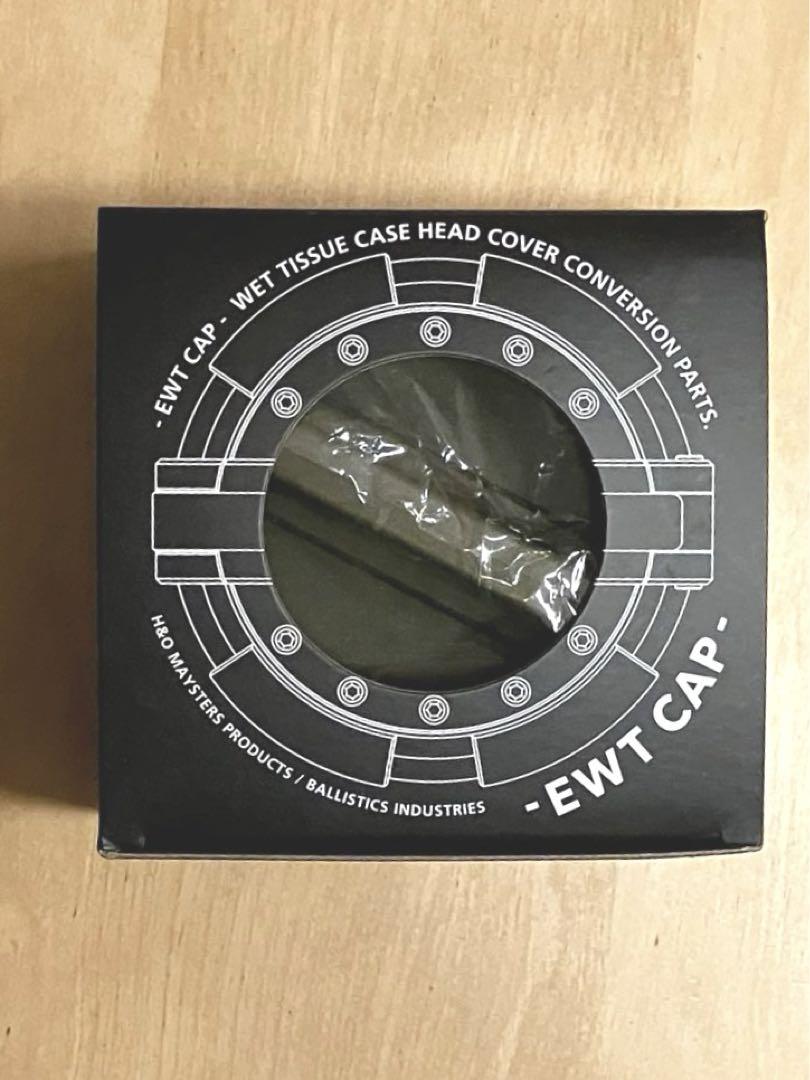 - EWT CAP - WET TISSUE CASE HEAD COVER CONVERSION PARTS.
H&O MAYSTERS PRODUCTS / BALLISTICS INDUSTRIES
- EWT CAP -